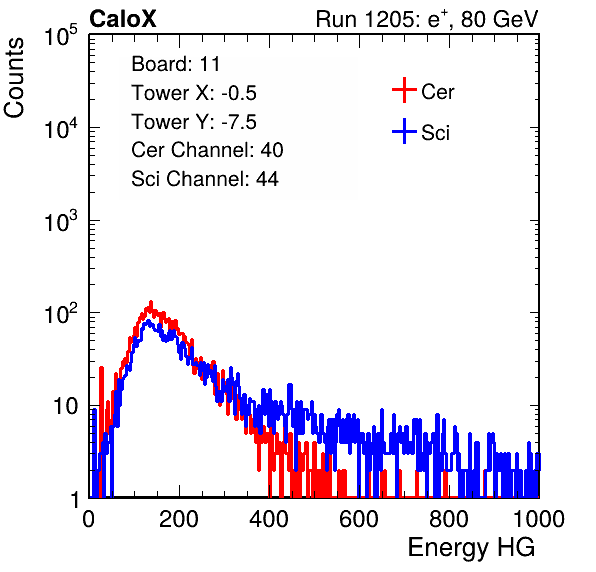 CaloX Run 1205: e⁺, 80 GeV
Counts
Board: 11
Tower X: -0.5
Tower Y: -7.5
Cer Channel: 40
Sci Channel: 44
Cer
Sci
10⁵
10⁴
10³
10²
10
1
0 200 400 600 800 1000
Energy HG